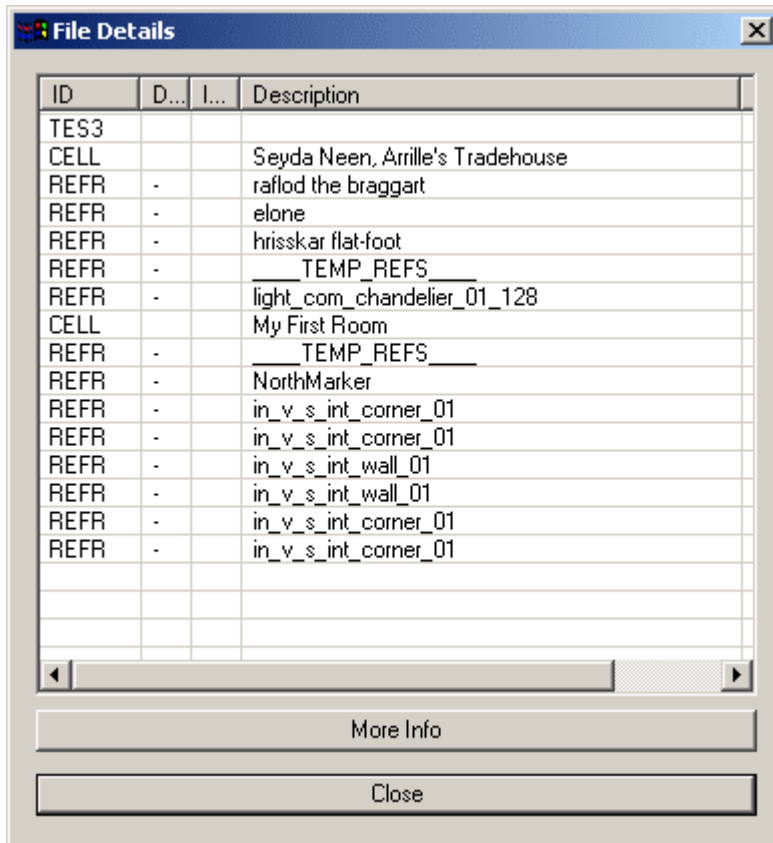 File Details
ID D... I... Description
TES3
CELL Seyda Neen, Arrille's Tradehouse
REFR - raflod the braggart
REFR - elone
REFR - hrisskar flat-foot
REFR - ____TEMP_REFS____
REFR - light_com_chandelier_01_128
CELL My First Room
REFR - ____TEMP_REFS____
REFR - NorthMarker
REFR - in_v_s_int_corner_01
REFR - in_v_s_int_corner_01
REFR - in_v_s_int_wall_01
REFR - in_v_s_int_wall_01
REFR - in_v_s_int_corner_01
REFR - in_v_s_int_corner_01
More Info
Close